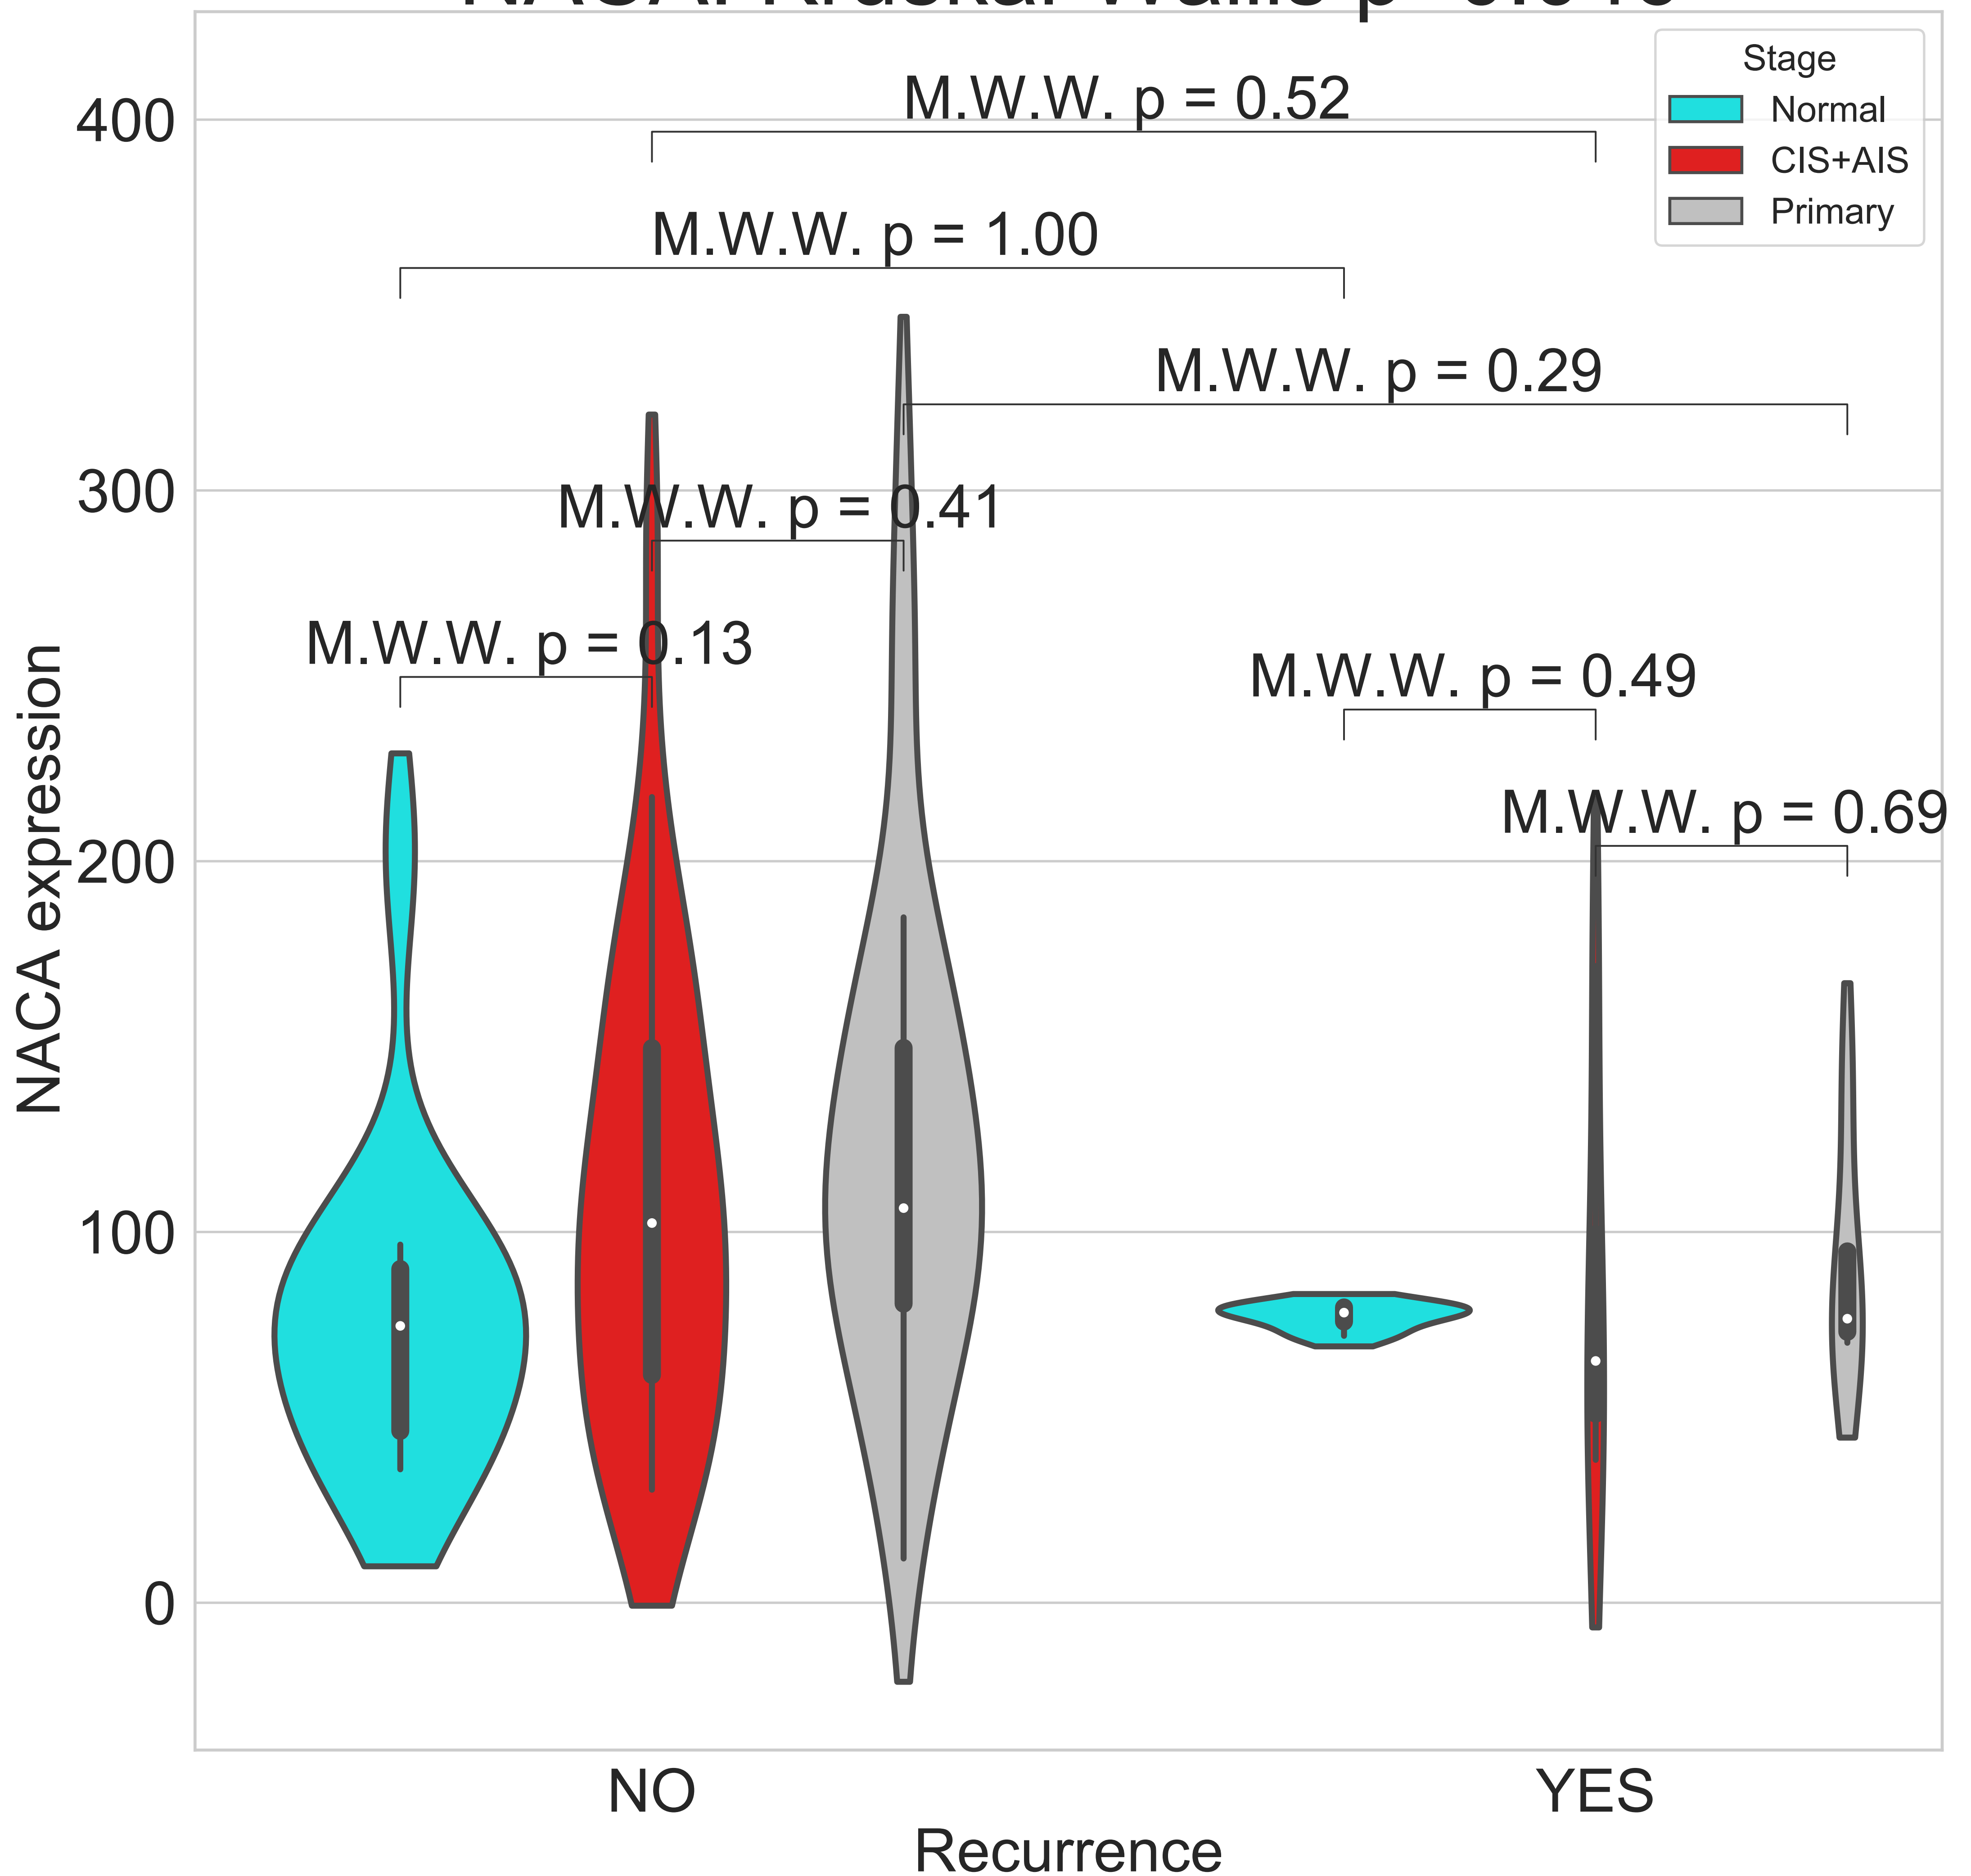 Stage
Normal
CIS+AIS
Primary
M.W.W. p = 0.52
M.W.W. p = 1.00
M.W.W. p = 0.29
M.W.W. p = 0.41
M.W.W. p = 0.13
M.W.W. p = 0.49
M.W.W. p = 0.69
400
300
200
100
0
NACA expression
NO
YES
Recurrence